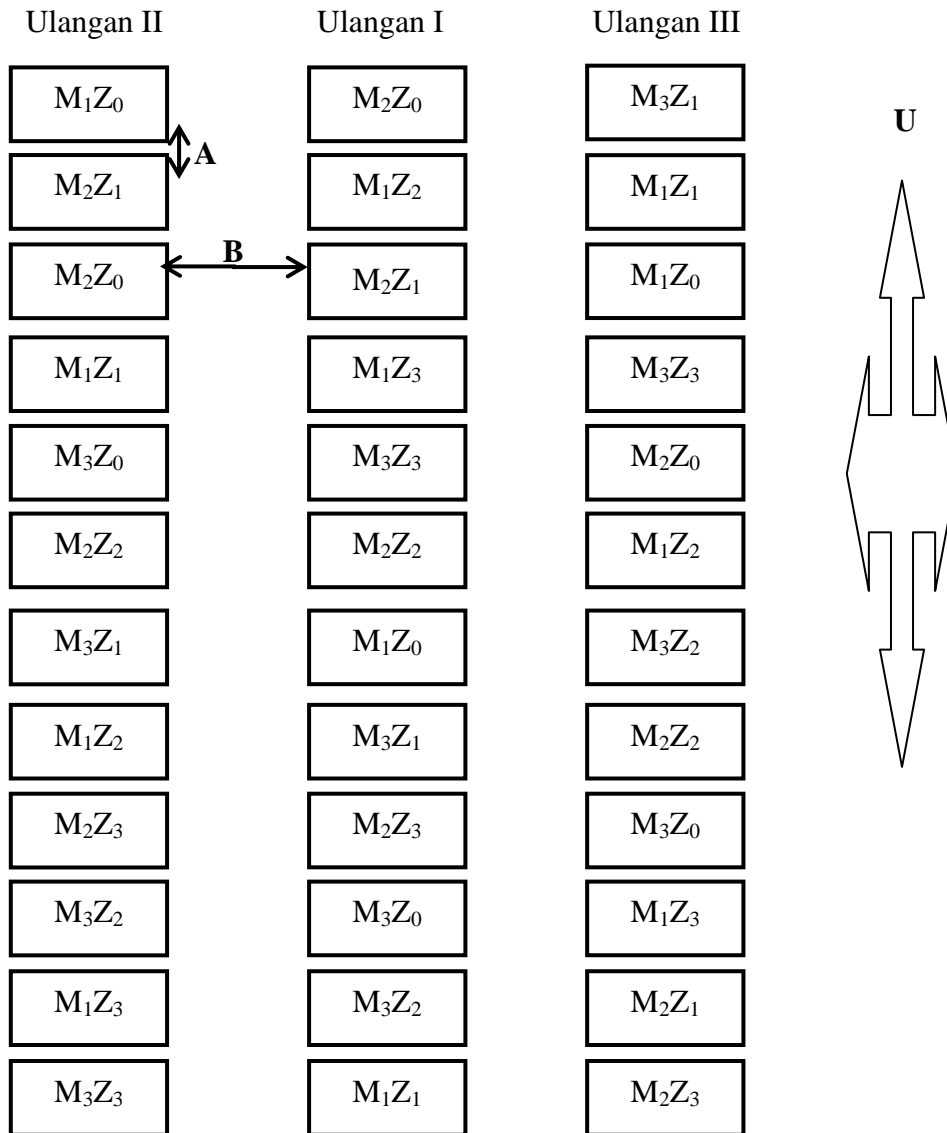 Ulangan II Ulangan I Ulangan III
M₁Z₀ M₂Z₀ M₃Z₁
U
A
M₂Z₁ M₁Z₂ M₁Z₁
B
M₂Z₀ M₂Z₁ M₁Z₀
M₁Z₁ M₁Z₃ M₃Z₃
M₃Z₀ M₃Z₃ M₂Z₀
M₂Z₂ M₂Z₂ M₁Z₂
M₃Z₁ M₁Z₀ M₃Z₂
M₁Z₂ M₃Z₁ M₂Z₂
M₂Z₃ M₂Z₃ M₃Z₀
M₃Z₂ M₃Z₀ M₁Z₃
M₁Z₃ M₃Z₂ M₂Z₁
M₃Z₃ M₁Z₁ M₂Z₃